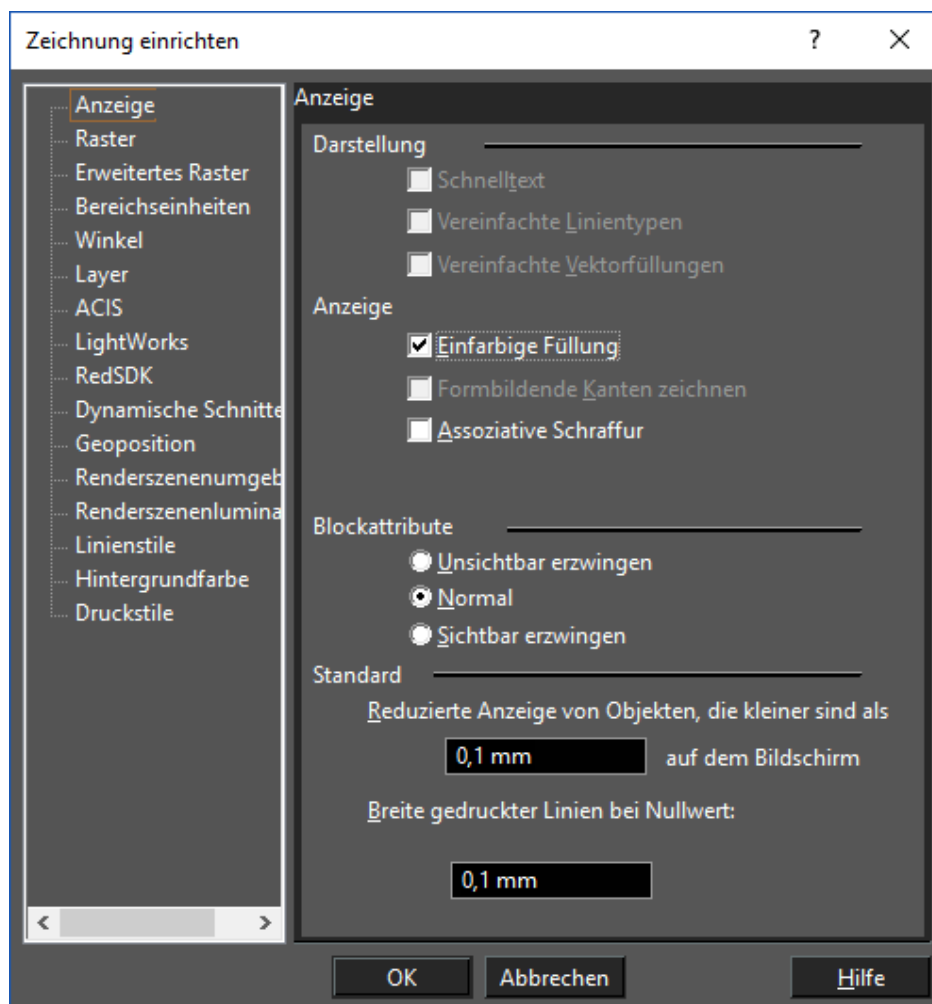 Zeichnung einrichten
?
Anzeige
Raster
Erweitertes Raster
Bereichseinheiten
Winkel
Layer
ACIS
LightWorks
RedSDK
Dynamische Schnitte
Geoposition
Renderszenenumgeb
Renderszenenlumina
Linienstile
Hintergrundfarbe
Druckstile
Anzeige
Darstellung
Schnelltext
Vereinfachte Linientypen
Vereinfachte Vektorfüllungen
Anzeige
Einfarbige Füllung
Formbildende Kanten zeichnen
Assoziative Schraffur
Blockattribute
Unsichtbar erzwingen
Normal
Sichtbar erzwingen
Standard
Reduzierte Anzeige von Objekten, die kleiner sind als
0,1 mm auf dem Bildschirm
Breite gedruckter Linien bei Nullwert:
0,1 mm
OK Abbrechen Hilfe